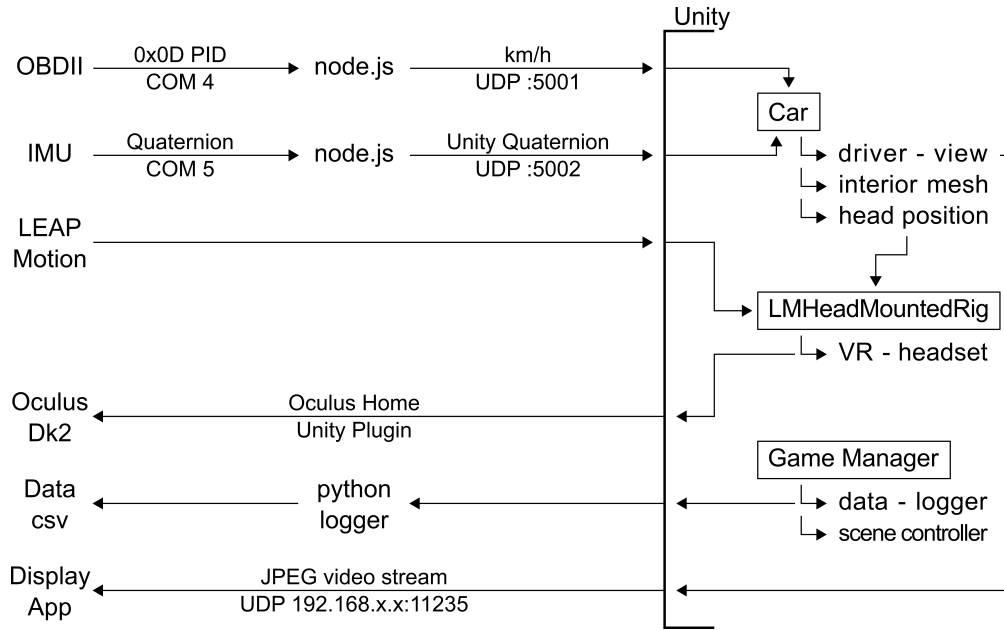 Unity
OBDII
0x0D PID
COM 4
node.js
km/h
UDP :5001
Car
IMU
Quaternion
COM 5
node.js
Unity Quaternion
UDP :5002
driver - view
interior mesh
head position
LEAP
Motion
LMHeadMountedRig
VR - headset
Oculus
Dk2
Oculus Home
Unity Plugin
Game Manager
data - logger
scene controller
Data
csv
python
logger
Display
App
JPEG video stream
UDP 192.168.x.x:11235